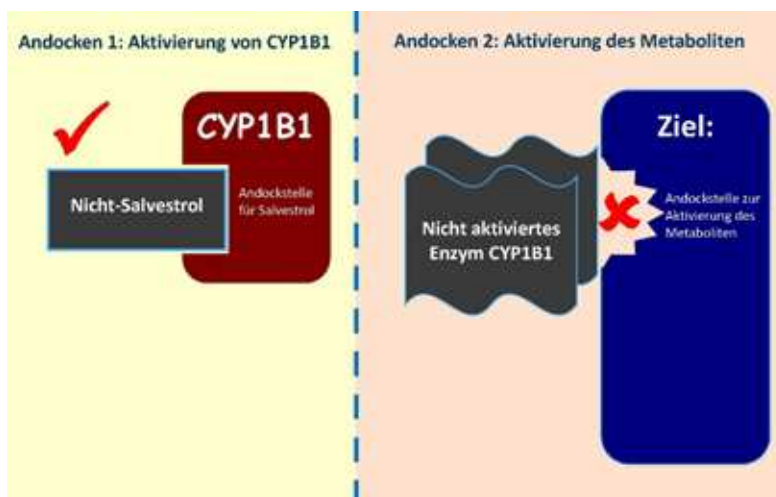 Andocken 1: Aktivierung von CYP1B1
CYP1B1
Nicht-Salvestrol
Andockstelle
für Salvestrol
Andocken 2: Aktivierung des Metaboliten
Ziel:
Nicht aktiviertes
Enzym CYP1B1
Andockstelle zur
Aktivierung des
Metaboliten